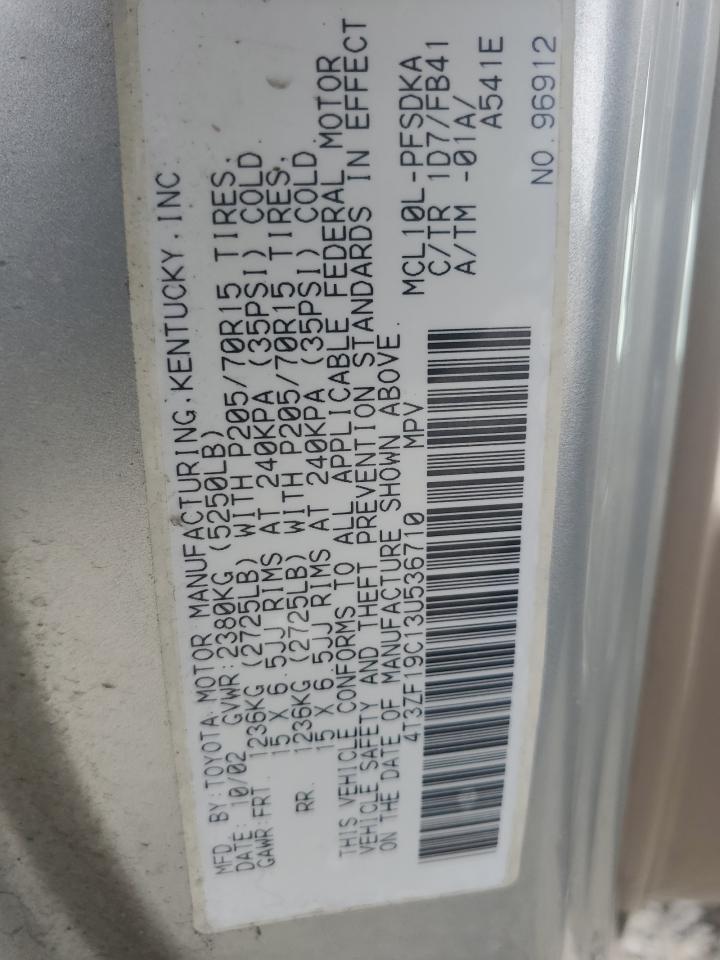 MFD. BY:TOYOTA MOTOR MANUFACTURING.KENTUCKY.INC
DATE: 10/02 GVWR:2380KG (5250LB)
GAWR:FRT. 1236KG (2725LB) WITH P205/70R15 TIRES.
15 X 6.5JJ RIMS AT 240KPA (35PSI) COLD
RR. 1236KG (2725LB) WITH P205/70R15 TIRES.
15 X 6.5JJ RIMS AT 240KPA (35PSI) COLD
THIS VEHICLE CONFORMS TO ALL APPLICABLE FEDERAL MOTOR
VEHICLE SAFETY AND THEFT PREVENTION STANDARDS IN EFFECT
ON THE DATE OF MANUFACTURE SHOWN ABOVE.
4T3ZF19C13U536710 MPV
MCL10L-PFSDKA
C/TR 1D7/FB41
A/TM -01A/
A541E
NO.96912